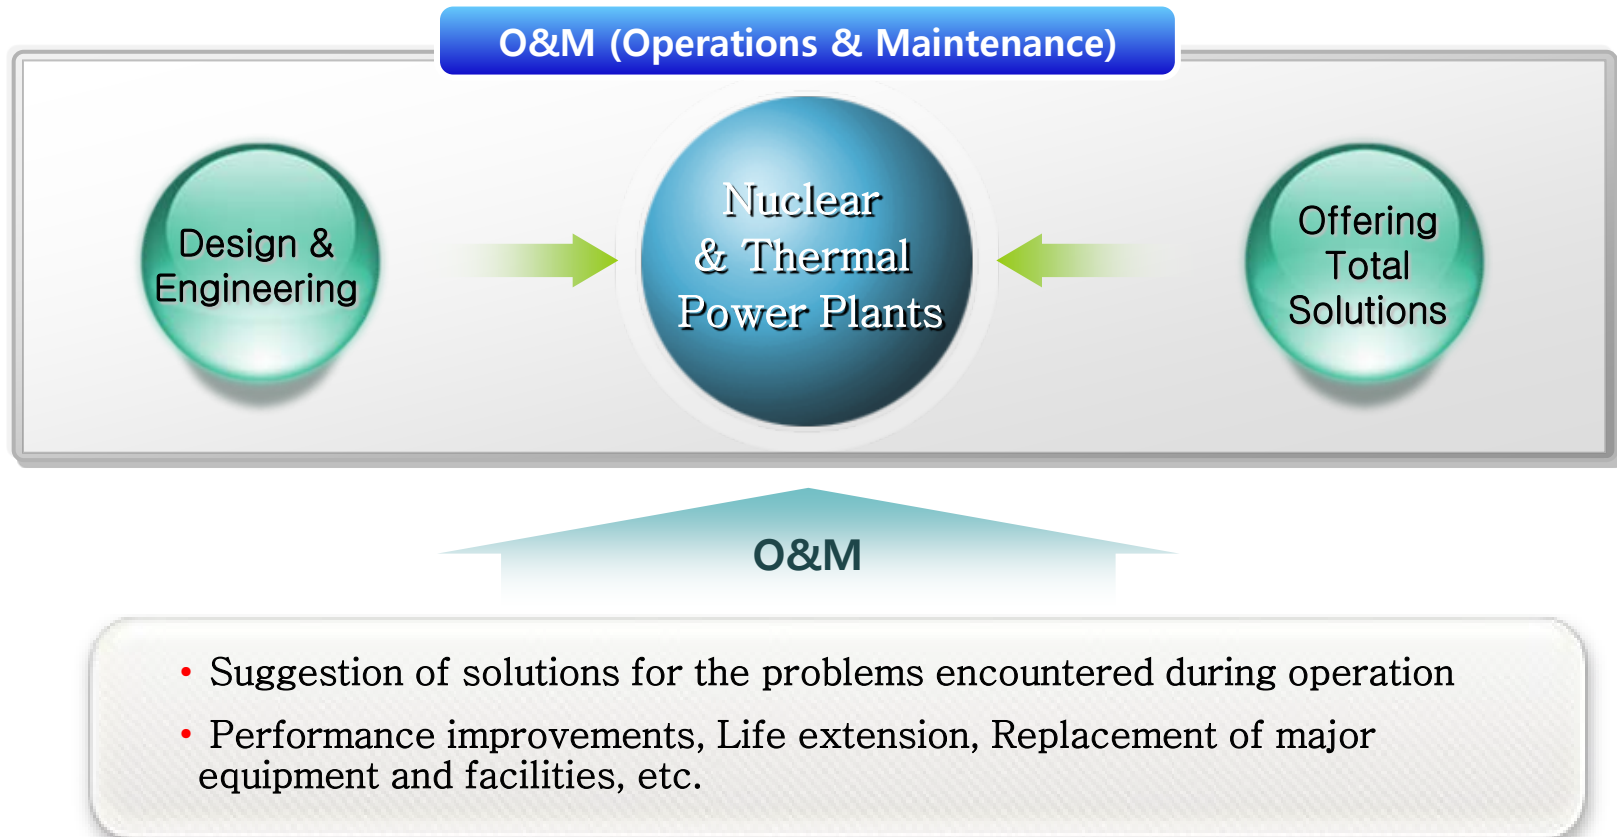 O&M (Operations & Maintenance)
Design &
Engineering
Nuclear
& Thermal
Power Plants
Offering
Total
Solutions
O&M
• Suggestion of solutions for the problems encountered during operation
• Performance improvements, Life extension, Replacement of major
equipment and facilities, etc.